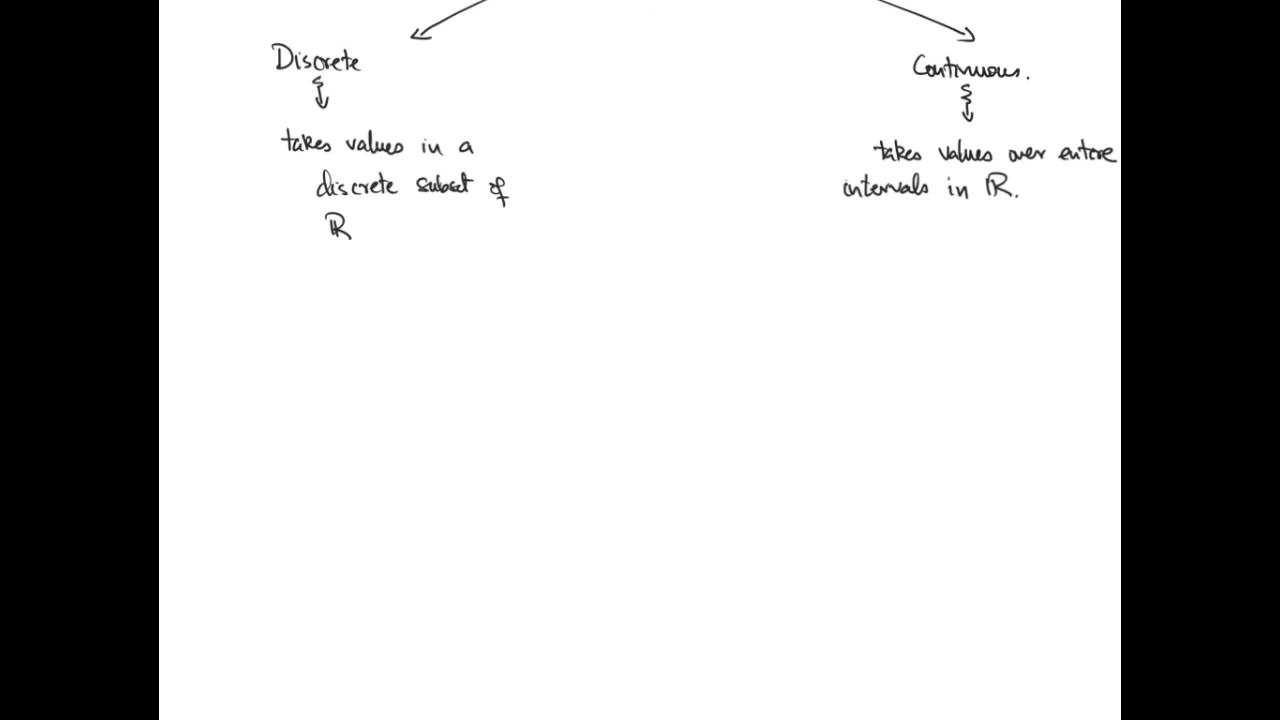 Discrete
takes values in a
discrete subset of
ℝ
Continuous.
takes values over entire
intervals in ℝ.